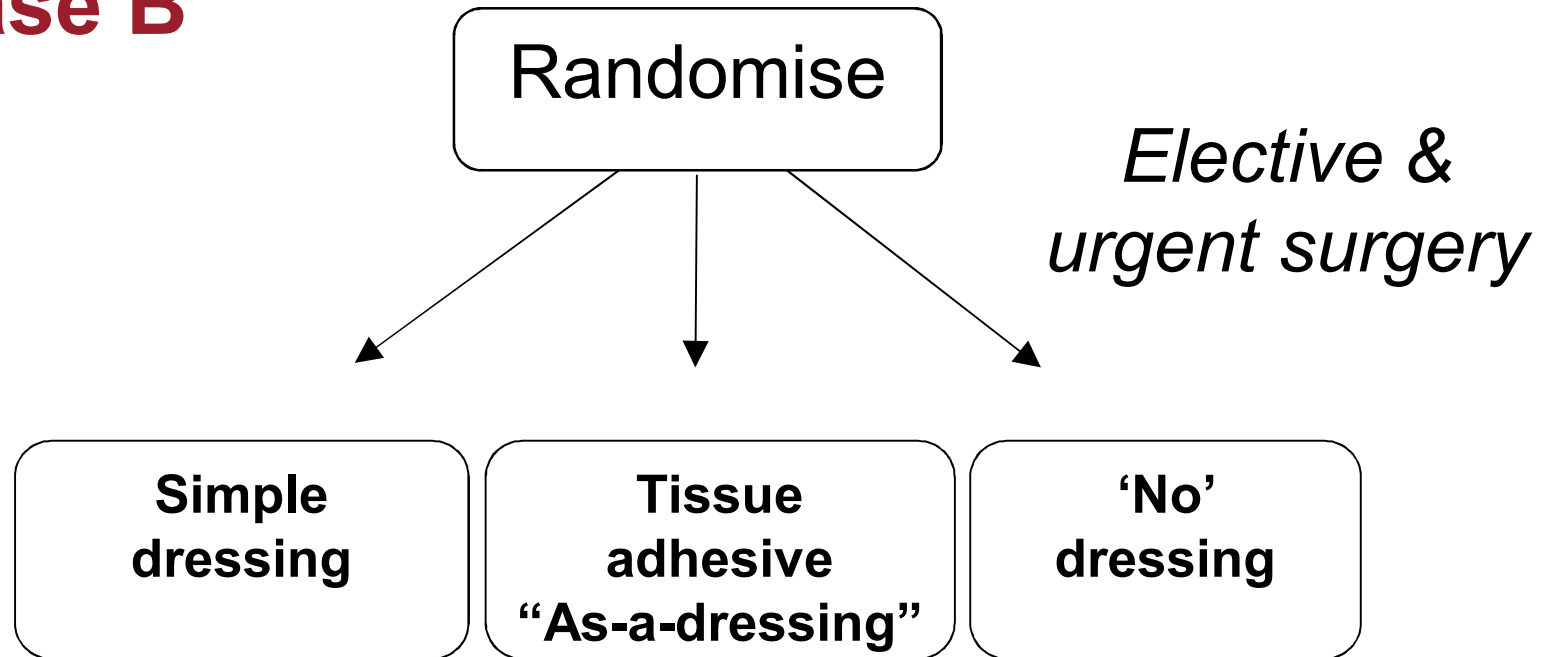 ase B
Randomise
Elective &
urgent surgery
Simple
dressing
Tissue
adhesive
“As-a-dressing”
‘No’
dressing